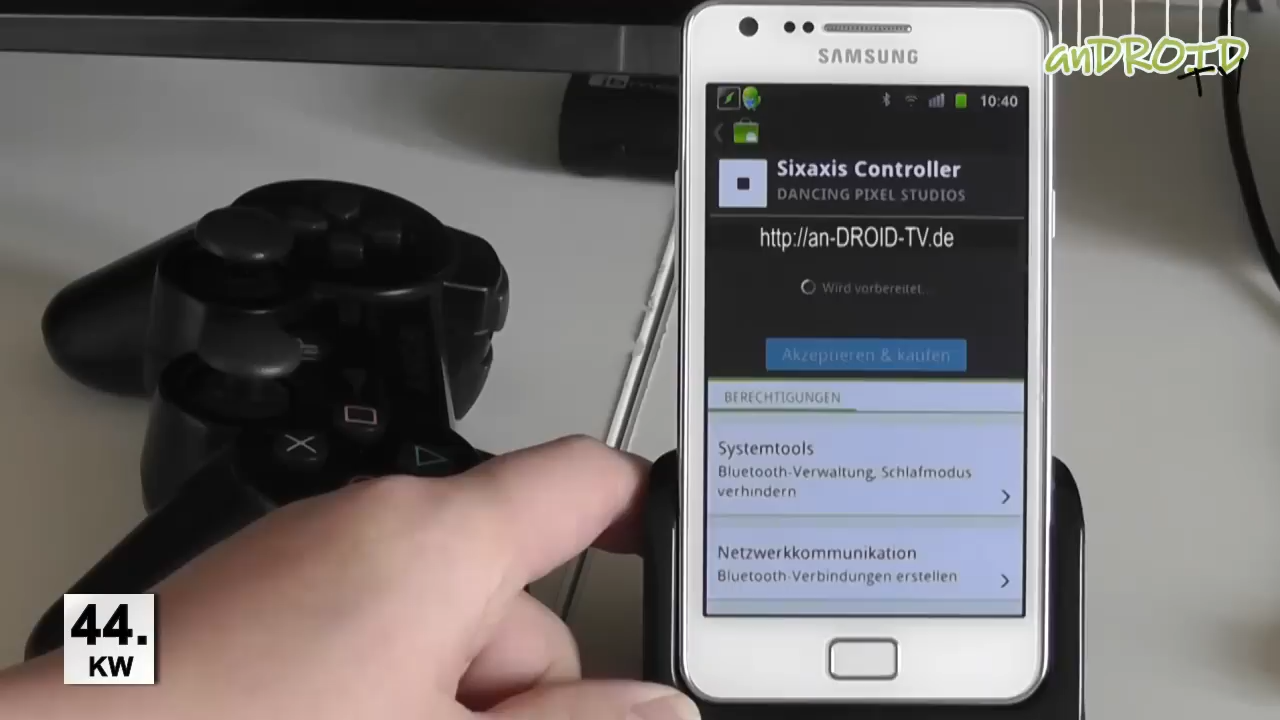 anDROID
TV
SAMSUNG
10:40
Sixaxis Controller
DANCING PIXEL STUDIOS
http://an-DROID-TV.de
Wird vorbereitet...
Akzeptieren & kaufen
BERECHTIGUNGEN
Systemtools
Bluetooth-Verwaltung, Schlafmodus
verhindern
Netzwerkkommunikation
Bluetooth-Verbindungen erstellen
44.
KW